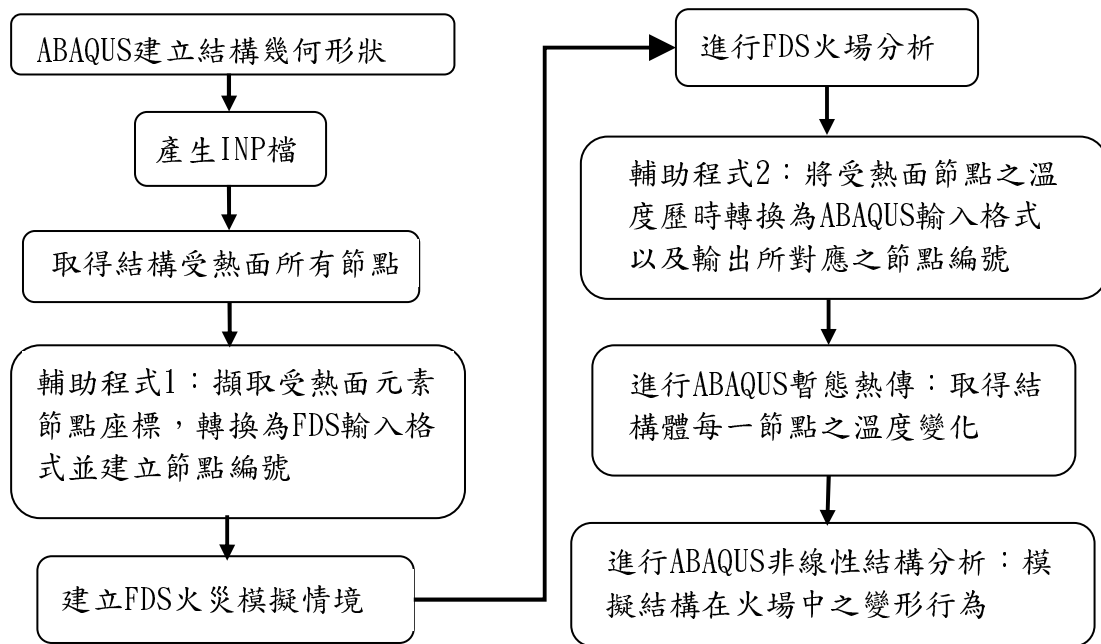 ABAQUS建立結構幾何形狀
產生INP檔
取得結構受熱面所有節點
輔助程式1：擷取受熱面元素
節點座標，轉換為FDS輸入格
式並建立節點編號
建立FDS火災模擬情境
進行FDS火場分析
輔助程式2：將受熱面節點之溫
度歷時轉換為ABAQUS輸入格式
以及輸出所對應之節點編號
進行ABAQUS暫態熱傳：取得結
構體每一節點之溫度變化
進行ABAQUS非線性結構分析：模
擬結構在火場中之變形行為